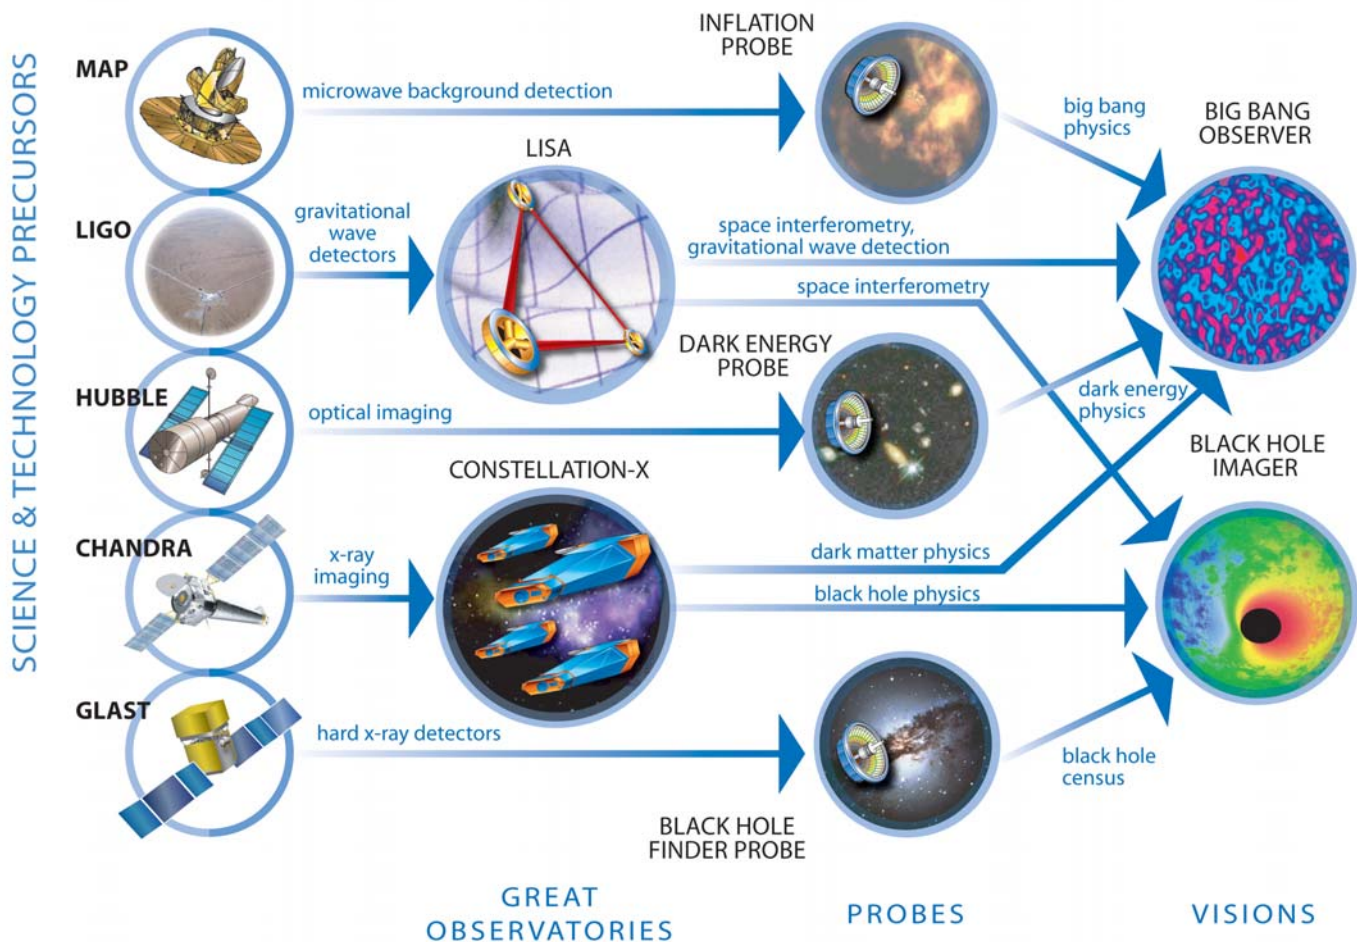 SCIENCE & TECHNOLOGY PRECURSORS
MAP
microwave background detection
INFLATION
PROBE
big bang
physics
BIG BANG
OBSERVER
LIGO
gravitational
wave
detectors
LISA
space interferometry,
gravitational wave detection
space interferometry
HUBBLE
optical imaging
DARK ENERGY
PROBE
dark energy
physics
BLACK HOLE
IMAGER
CHANDRA
x-ray
imaging
CONSTELLATION-X
dark matter physics
black hole physics
GLAST
hard x-ray detectors
BLACK HOLE
FINDER PROBE
black hole
census
GREAT
OBSERVATORIES
PROBES
VISIONS